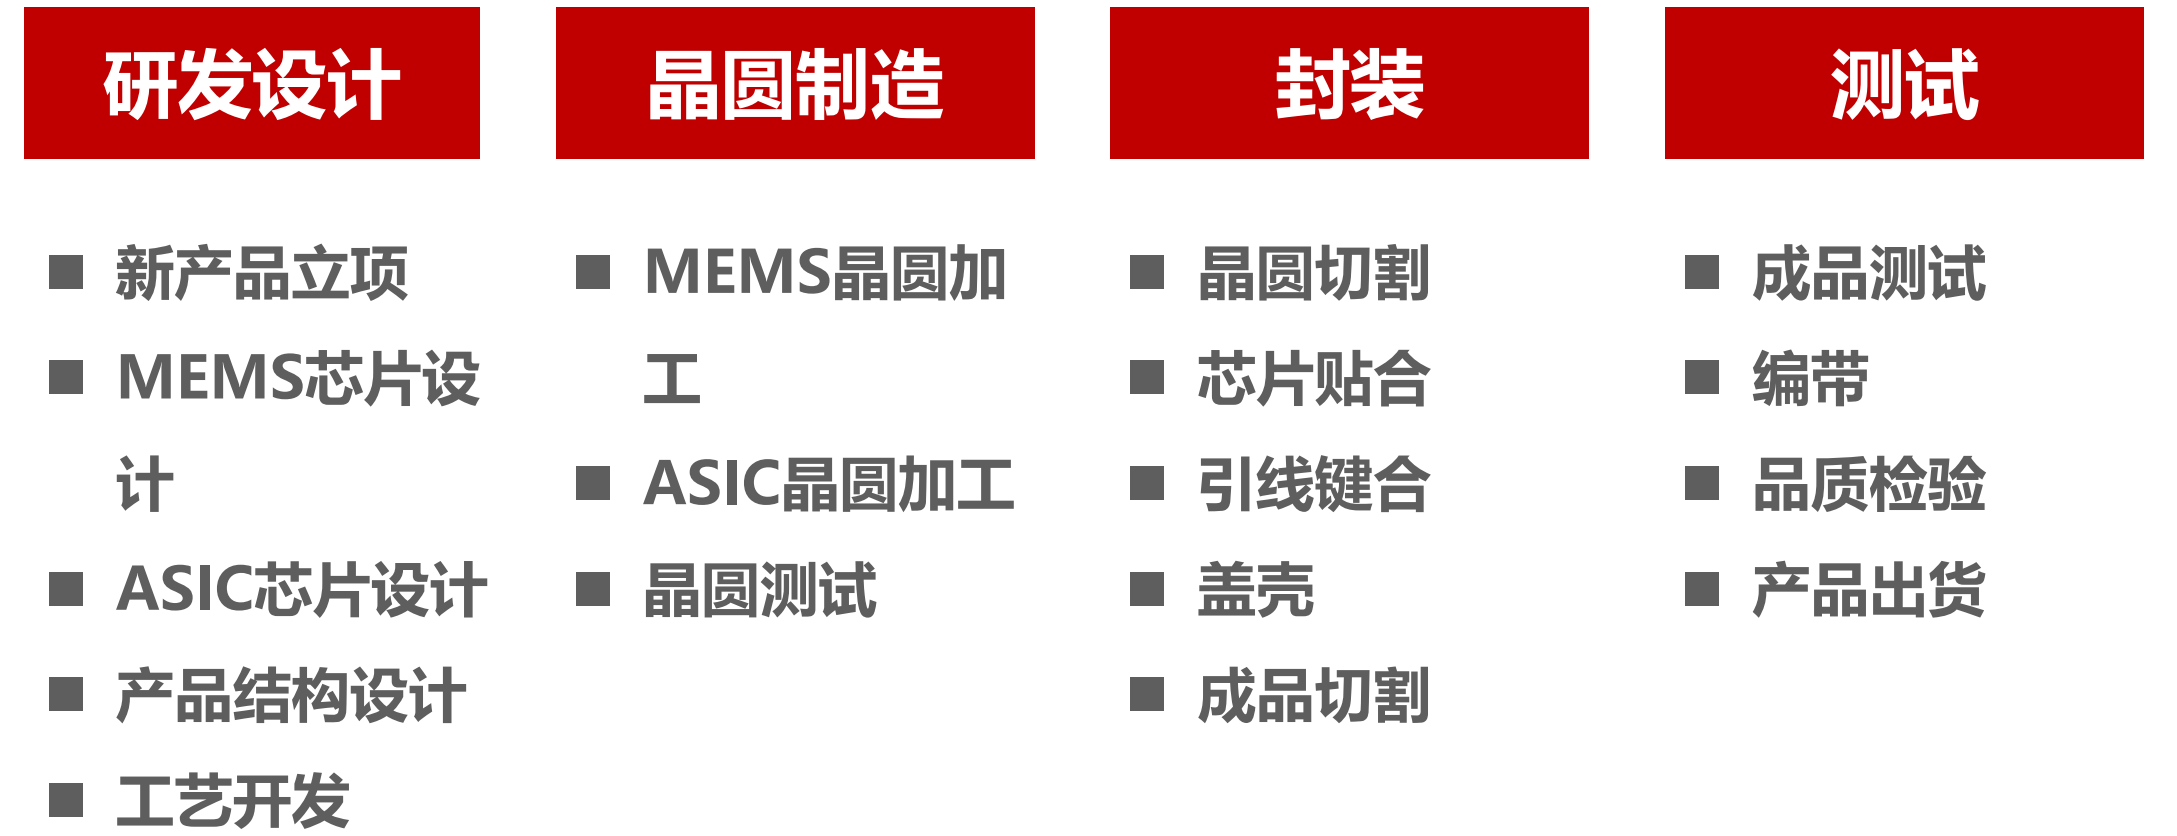 研发设计
■ 新产品立项
■ MEMS芯片设
计
■ ASIC芯片设计
■ 产品结构设计
■ 工艺开发
晶圆制造
■ MEMS晶圆加
工
■ ASIC晶圆加工
■ 晶圆测试
封装
■ 晶圆切割
■ 芯片贴合
■ 引线键合
■ 盖壳
■ 成品切割
测试
■ 成品测试
■ 编带
■ 品质检验
■ 产品出货